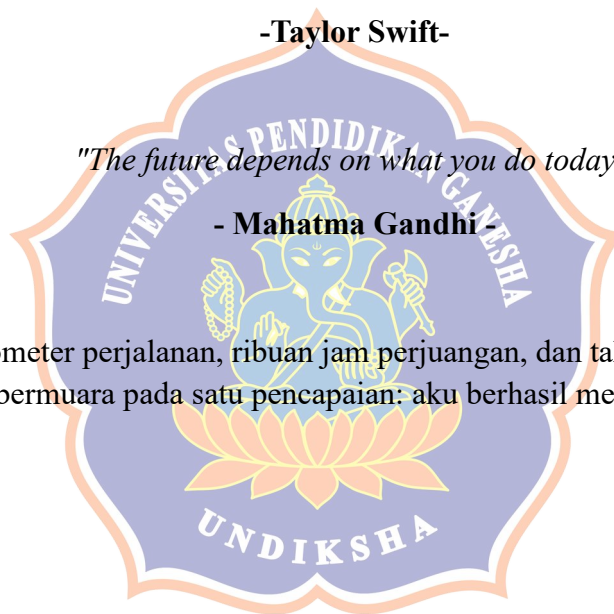 -Taylor Swift-
"The future depends on what you do today
- Mahatma Gandhi -
ometer perjalanan, ribuan jam perjuangan, dan tal
bermuara pada satu pencapaian: aku berhasil me
UNIVERSITAS PENDIDIKAN GANESHA
UNDIKSHA